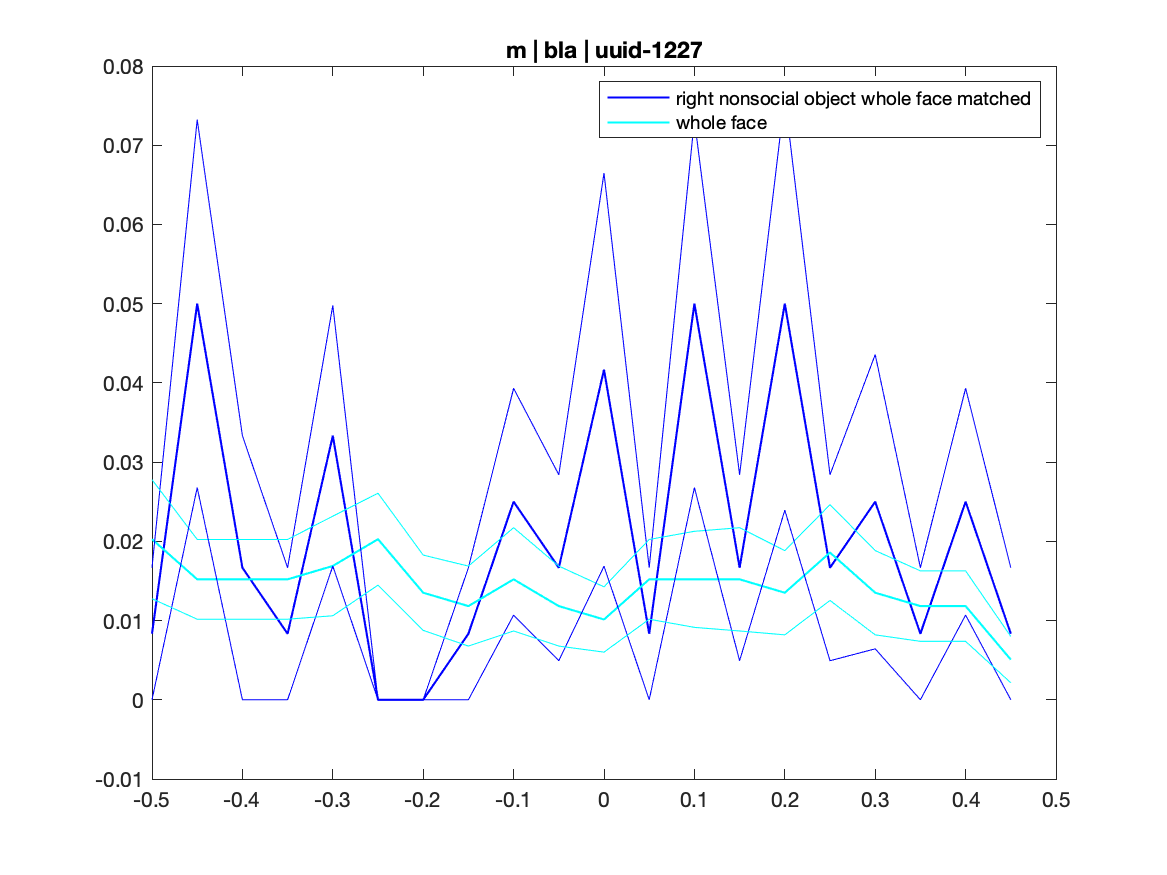 m | bla | uuid-1227
right nonsocial object whole face matched
whole face
0.08
0.07
0.06
0.05
0.04
0.03
0.02
0.01
0
-0.01
-0.5 -0.4 -0.3 -0.2 -0.1 0 0.1 0.2 0.3 0.4 0.5